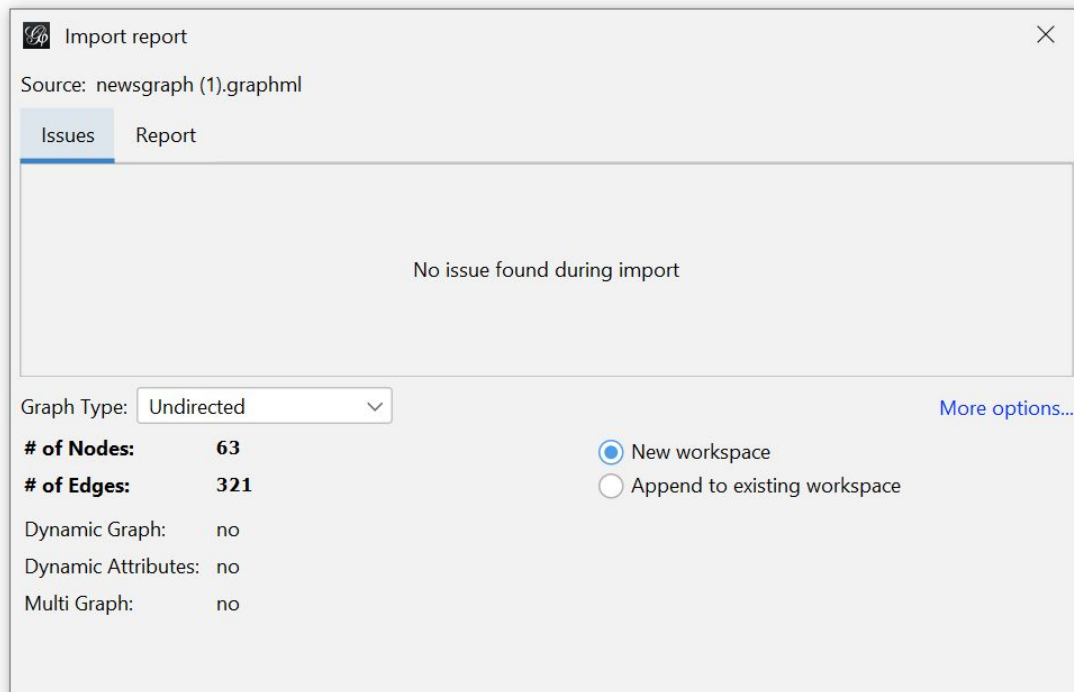 Import report
Source: newsgraph (1).graphml
Issues Report
No issue found during import
Graph Type: Undirected More options...
# of Nodes: 63 New workspace
# of Edges: 321 Append to existing workspace
Dynamic Graph: no
Dynamic Attributes: no
Multi Graph: no